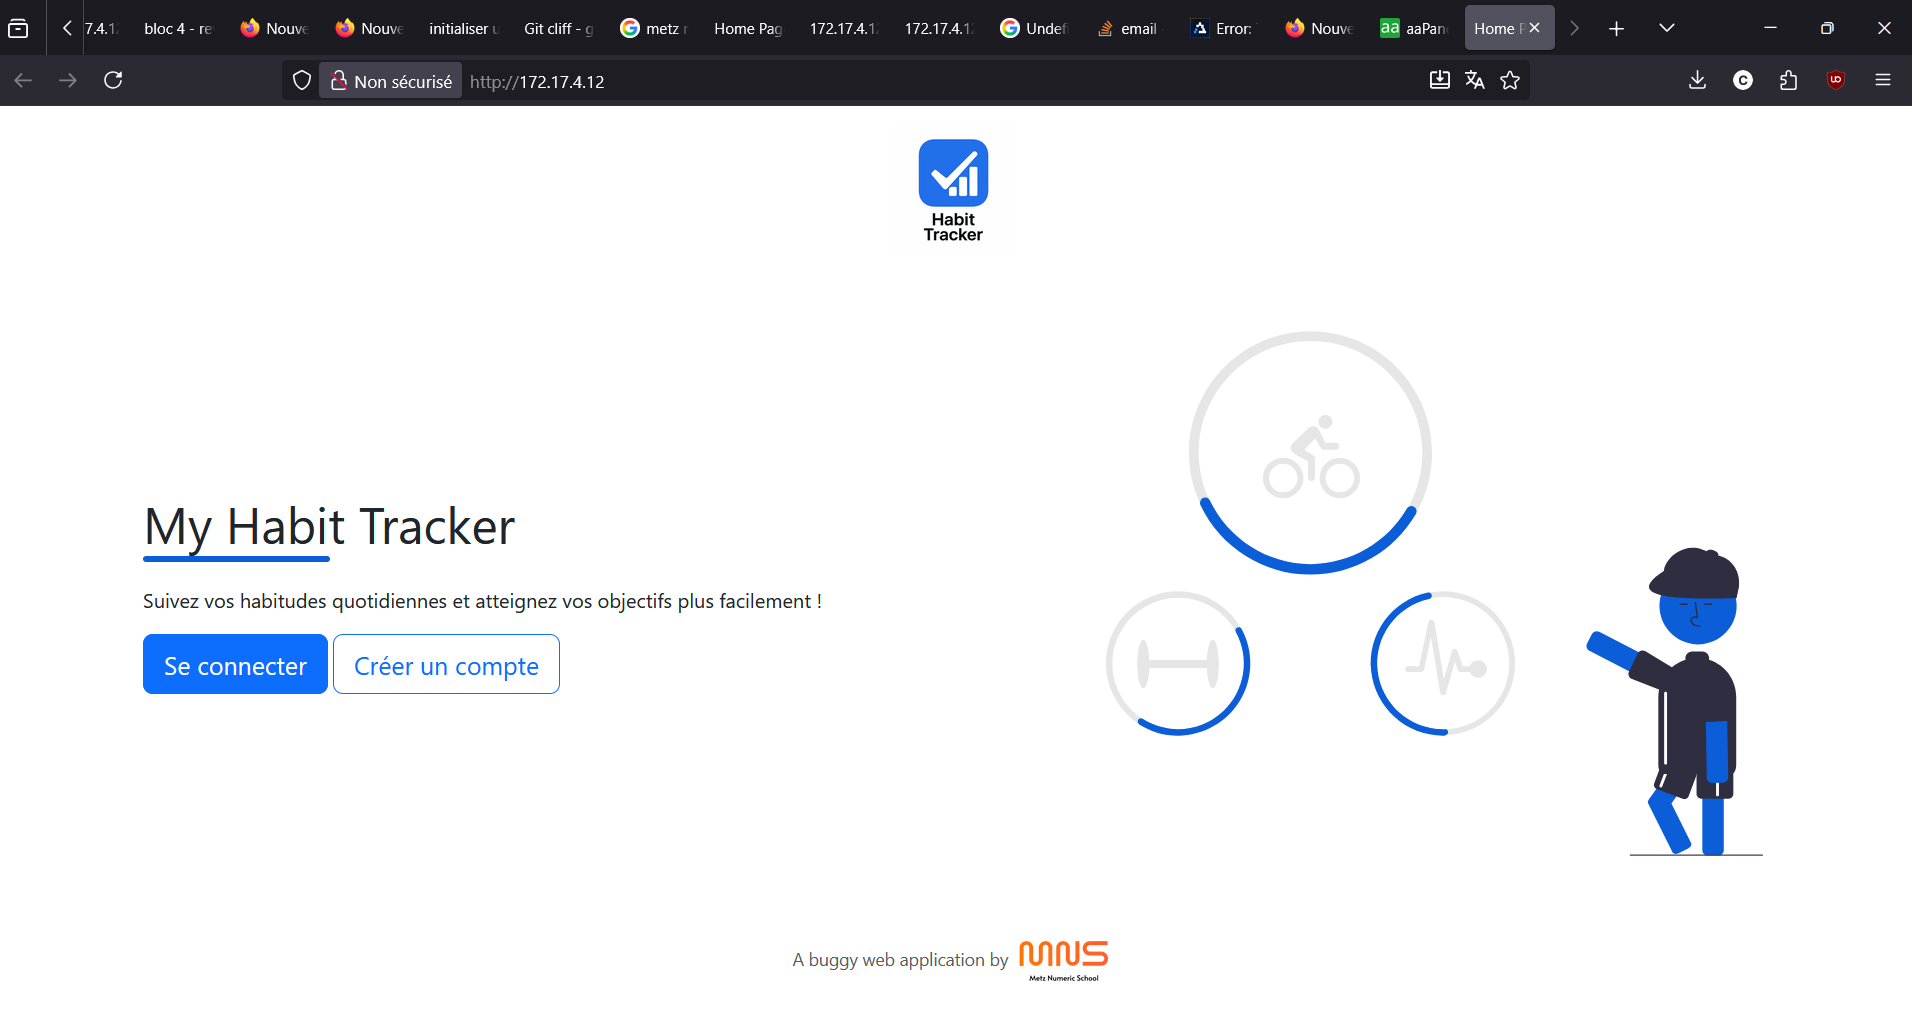 7.4.1
bloc 4 - re
Nouve
Nouve
initialiser u
Git cliff - g
metz r
Home Pag
172.17.4.1
172.17.4.1
Undefi
email
Error:
Nouve
aaPan
Home P
Non sécurisé
http://172.17.4.12
Habit
Tracker
My Habit Tracker
Suivez vos habitudes quotidiennes et atteignez vos objectifs plus facilement !
Se connecter
Créer un compte
A buggy web application by
MNS
Metz Numeric School